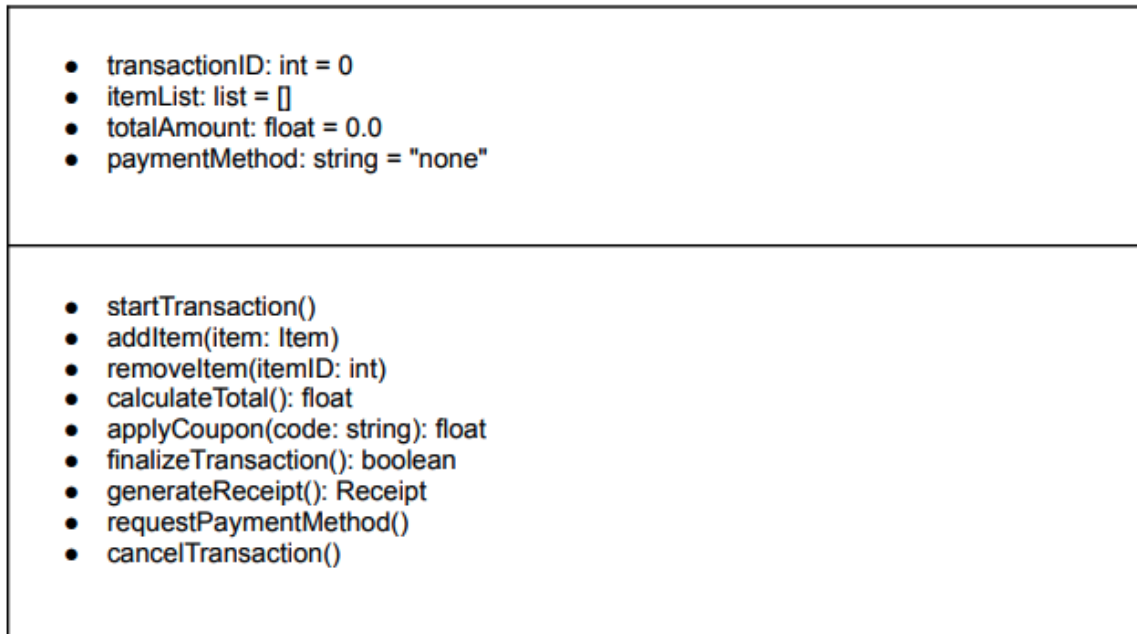 ● transactionID: int = 0
● itemList: list = []
● totalAmount: float = 0.0
● paymentMethod: string = "none"
● startTransaction()
● addItem(item: Item)
● removeItem(itemID: int)
● calculateTotal(): float
● applyCoupon(code: string): float
● finalizeTransaction(): boolean
● generateReceipt(): Receipt
● requestPaymentMethod()
● cancelTransaction()